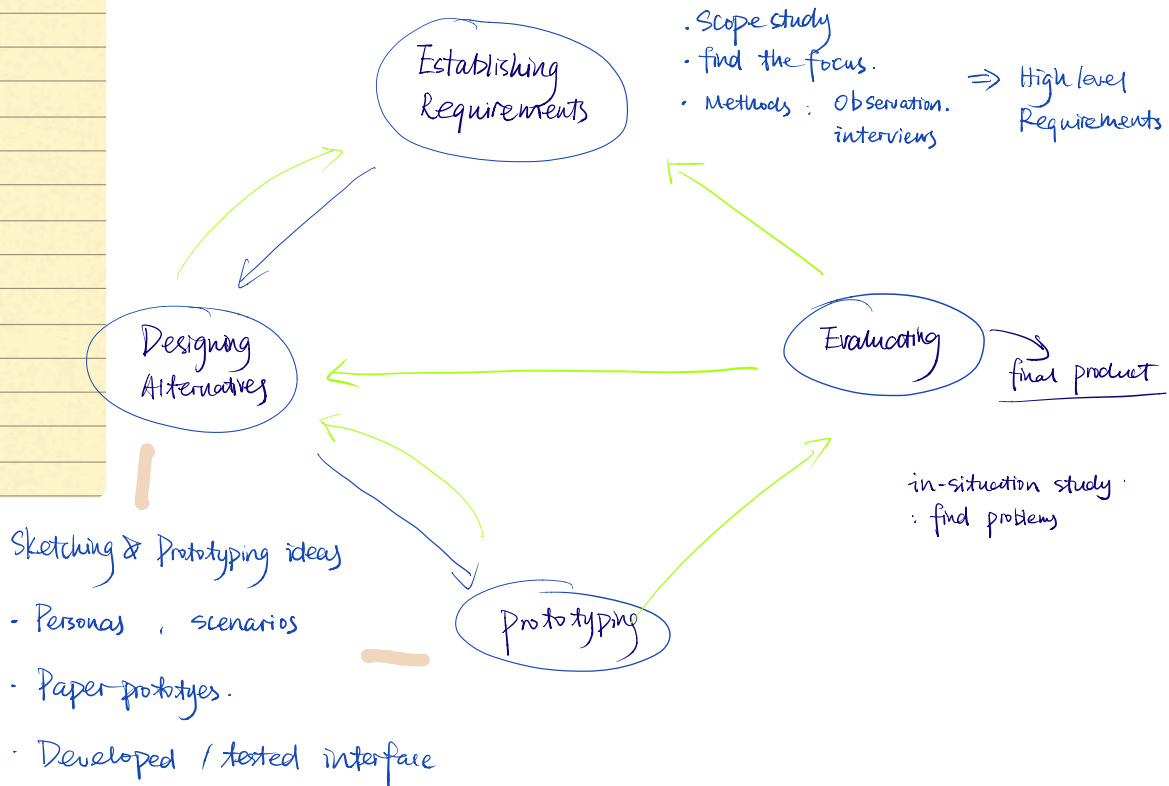 Establishing
Requirements
· Scope study
· find the focus.
· Methods : Observation.
interviews
⇒ High level
Requirements
Designing
Alternatives
Evaluating
final product
in-situation study.
: find problems
Sketching & Prototyping ideas
· Personas , scenarios
· Paper prototyes.
· Developed / tested interface
prototyping